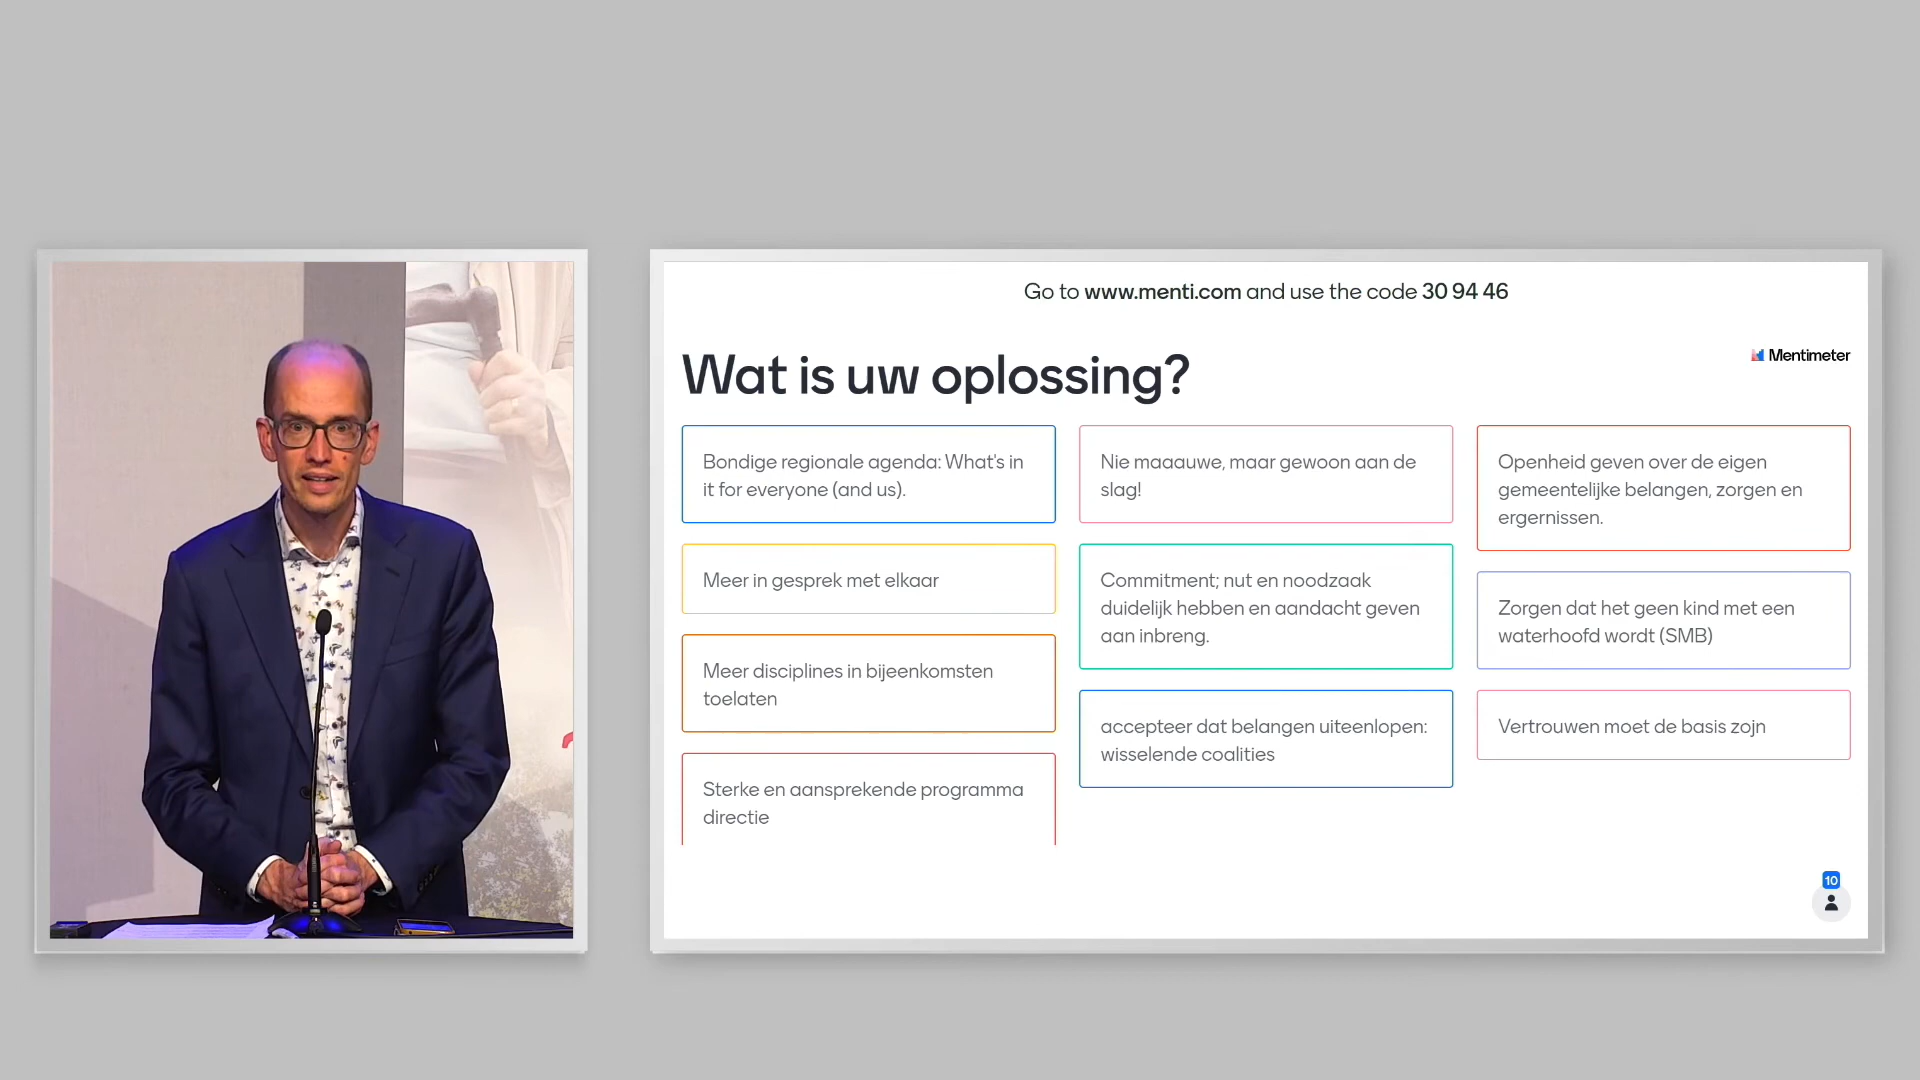 Go to www.menti.com and use the code 30 94 46
Mentimeter
Wat is uw oplossing?
Bondige regionale agenda: What's in
it for everyone (and us).
Meer in gesprek met elkaar
Meer disciplines in bijeenkomsten
toelaten
Sterke en aansprekende programma
directie
Nie maaauwe, maar gewoon aan de
slag!
Commitment; nut en noodzaak
duidelijk hebben en aandacht geven
aan inbreng.
accepteer dat belangen uiteenlopen:
wisselende coalities
Openheid geven over de eigen
gemeentelijke belangen, zorgen en
ergernissen.
Zorgen dat het geen kind met een
waterhoofd wordt (SMB)
Vertrouwen moet de basis zojn
10